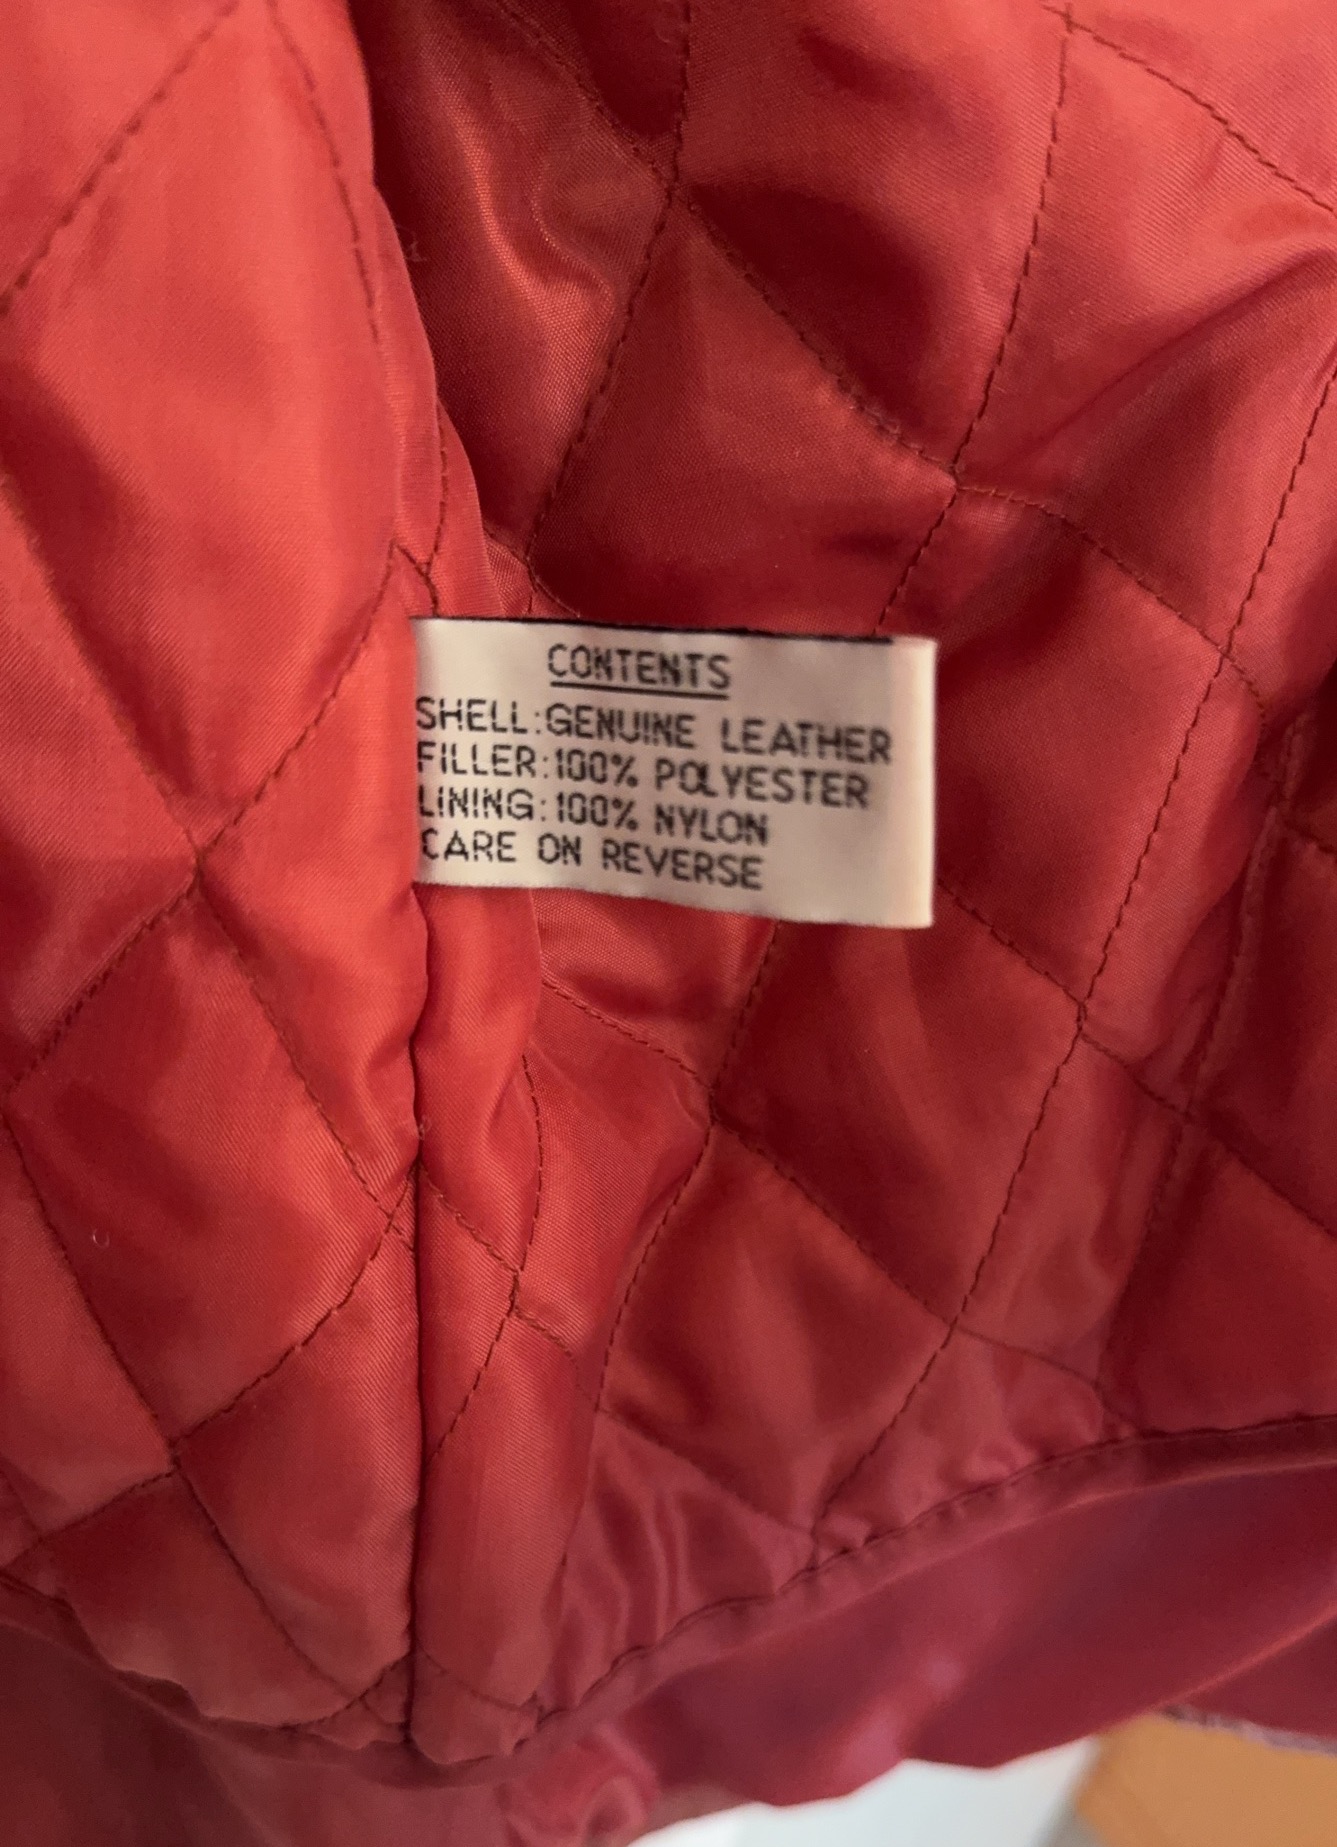 CONTENTS
SHELL:GENUINE LEATHER
FILLER:100% POLYESTER
LINING:100% NYLON
CARE ON REVERSE